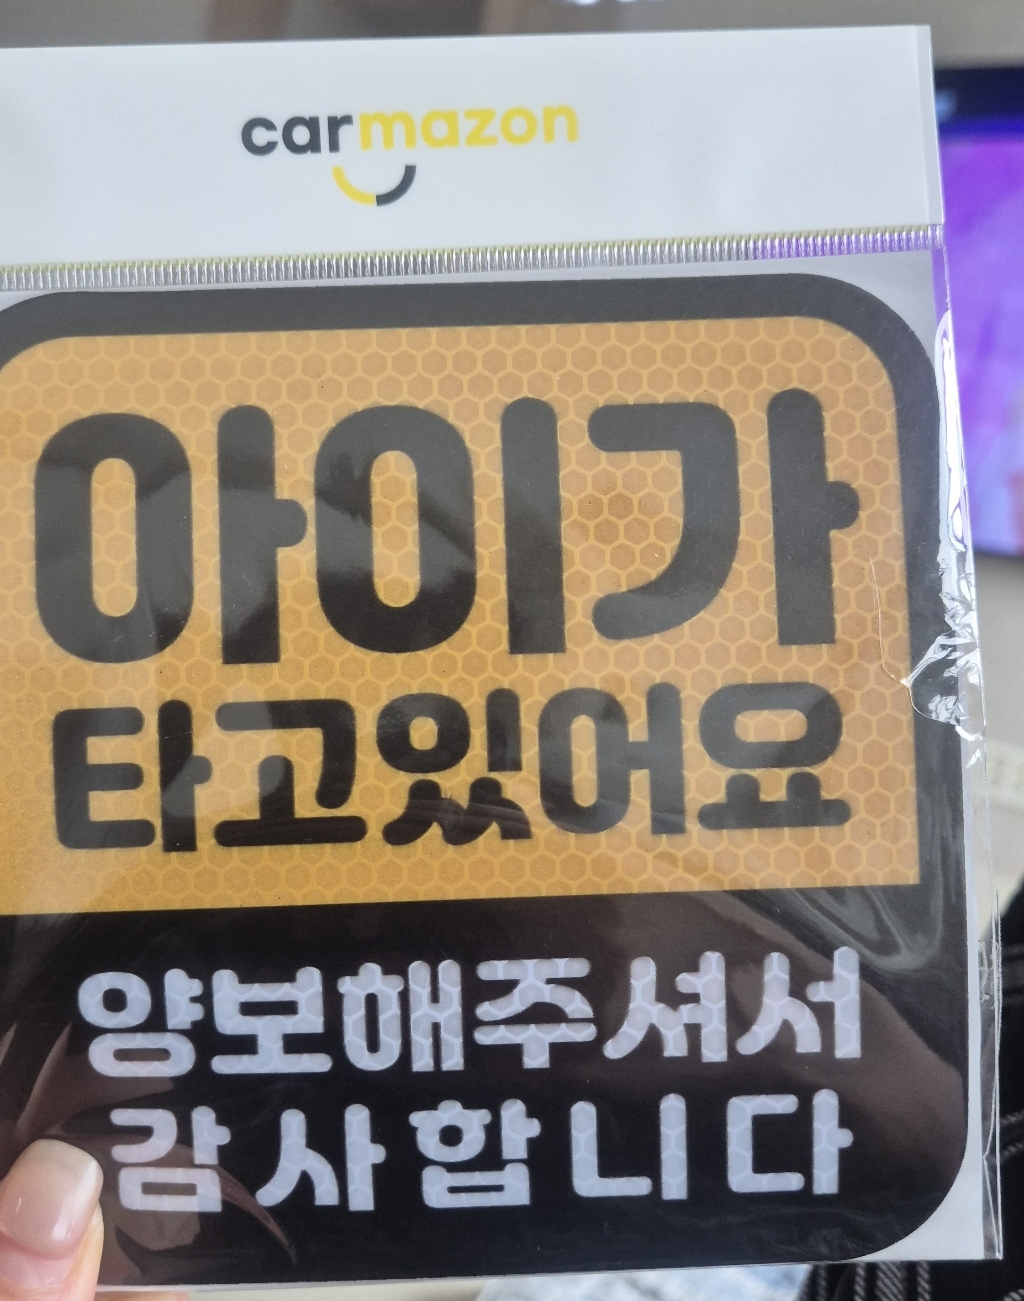 carmazon
아이가
타고있어요
양보해주셔서
감사합니다